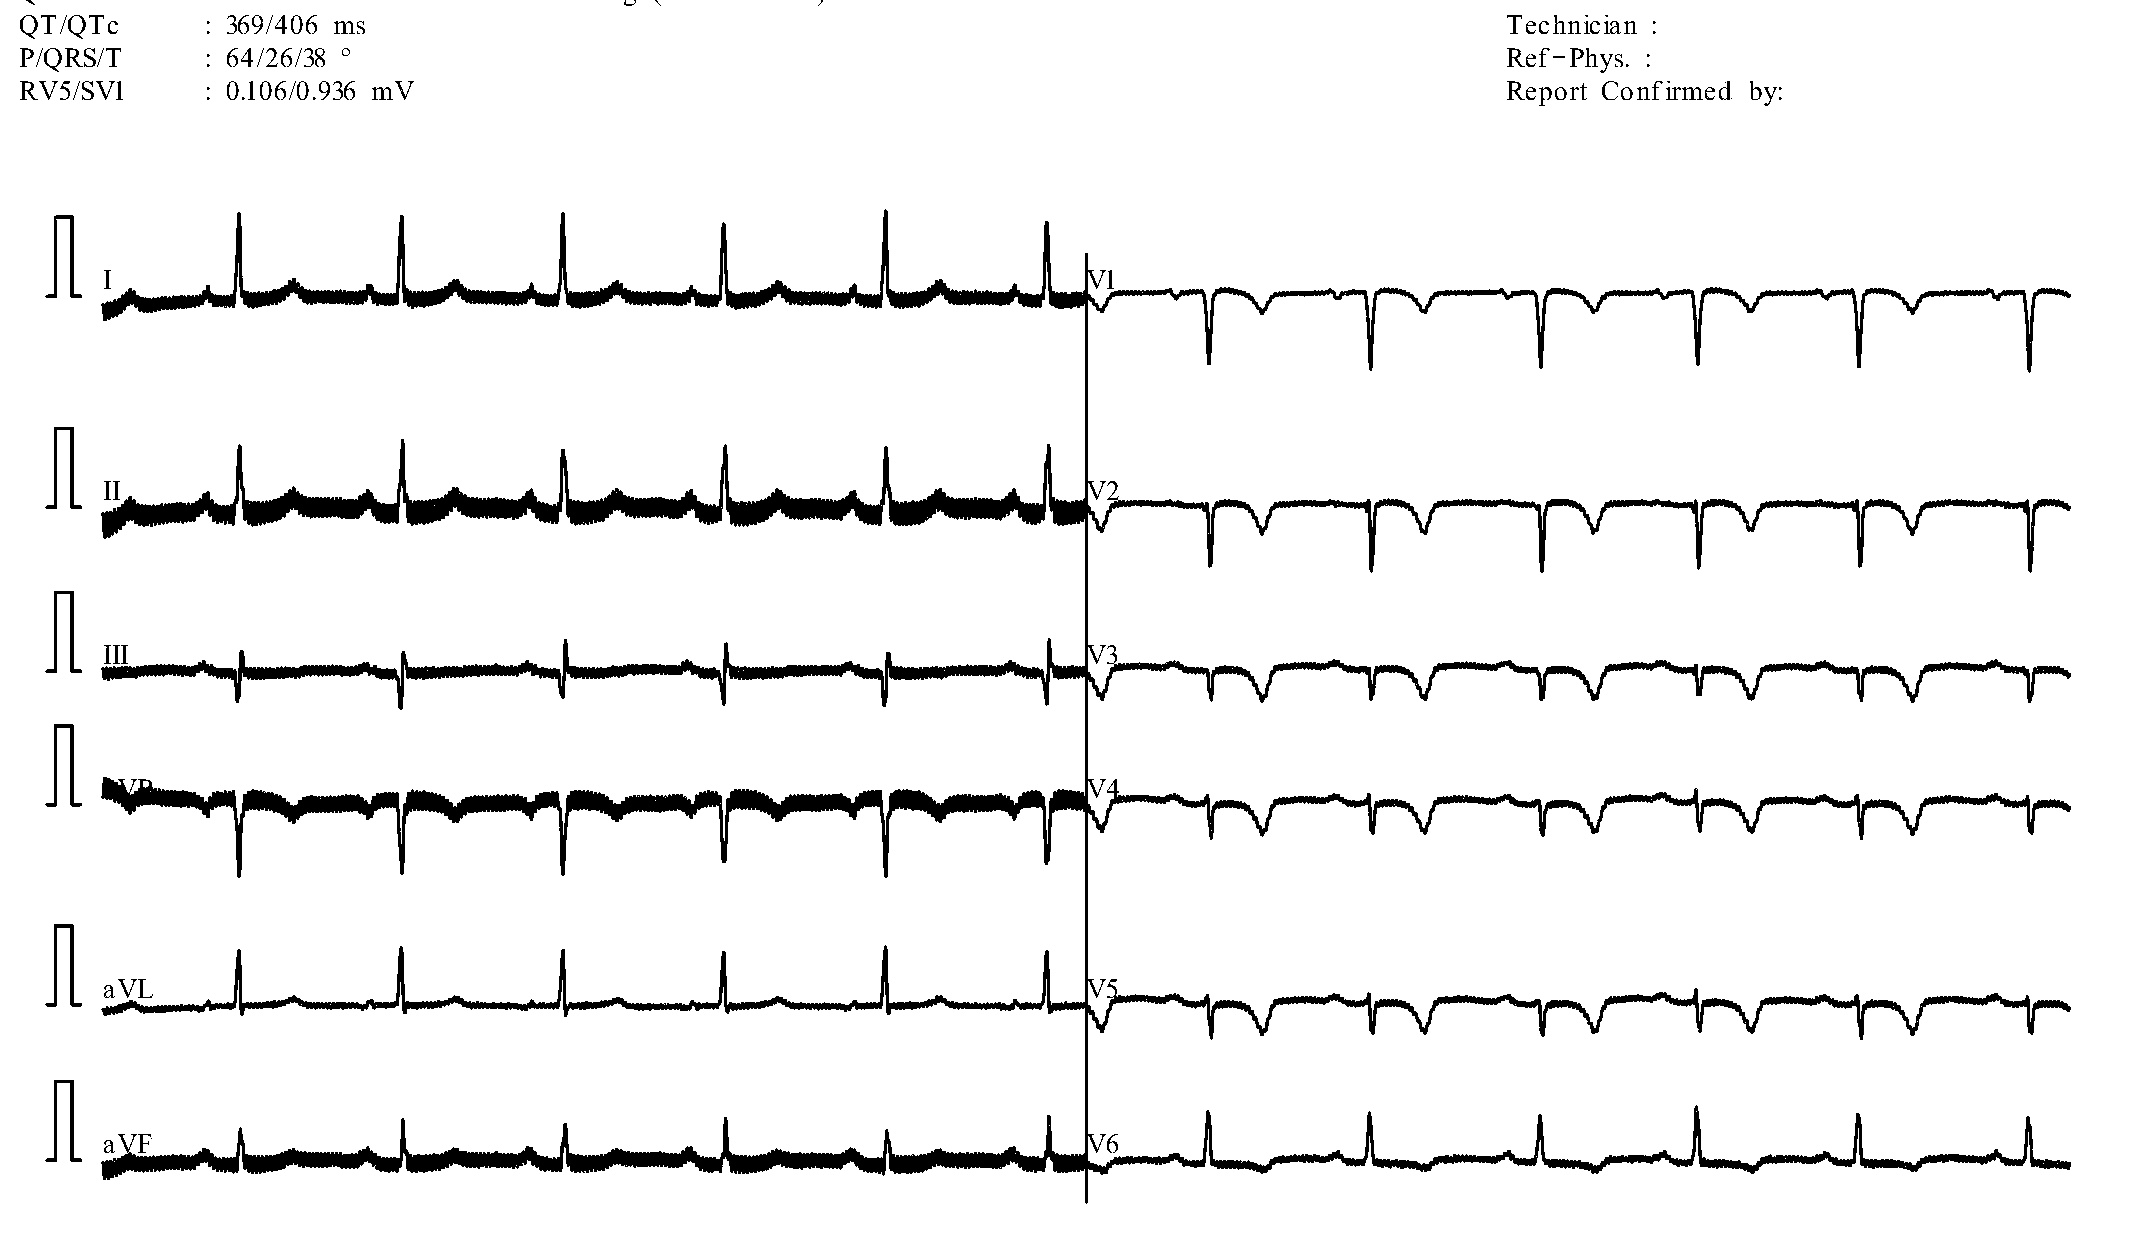 QT/QTc : 369/406 ms
P/QRS/T : 64/26/38 °
RV5/SV1 : 0.106/0.936 mV
Technician :
Ref-Phys. :
Report Confirmed by:
I
II
III
aVL
aVF
V1
V2
V3
V4
V5
V6